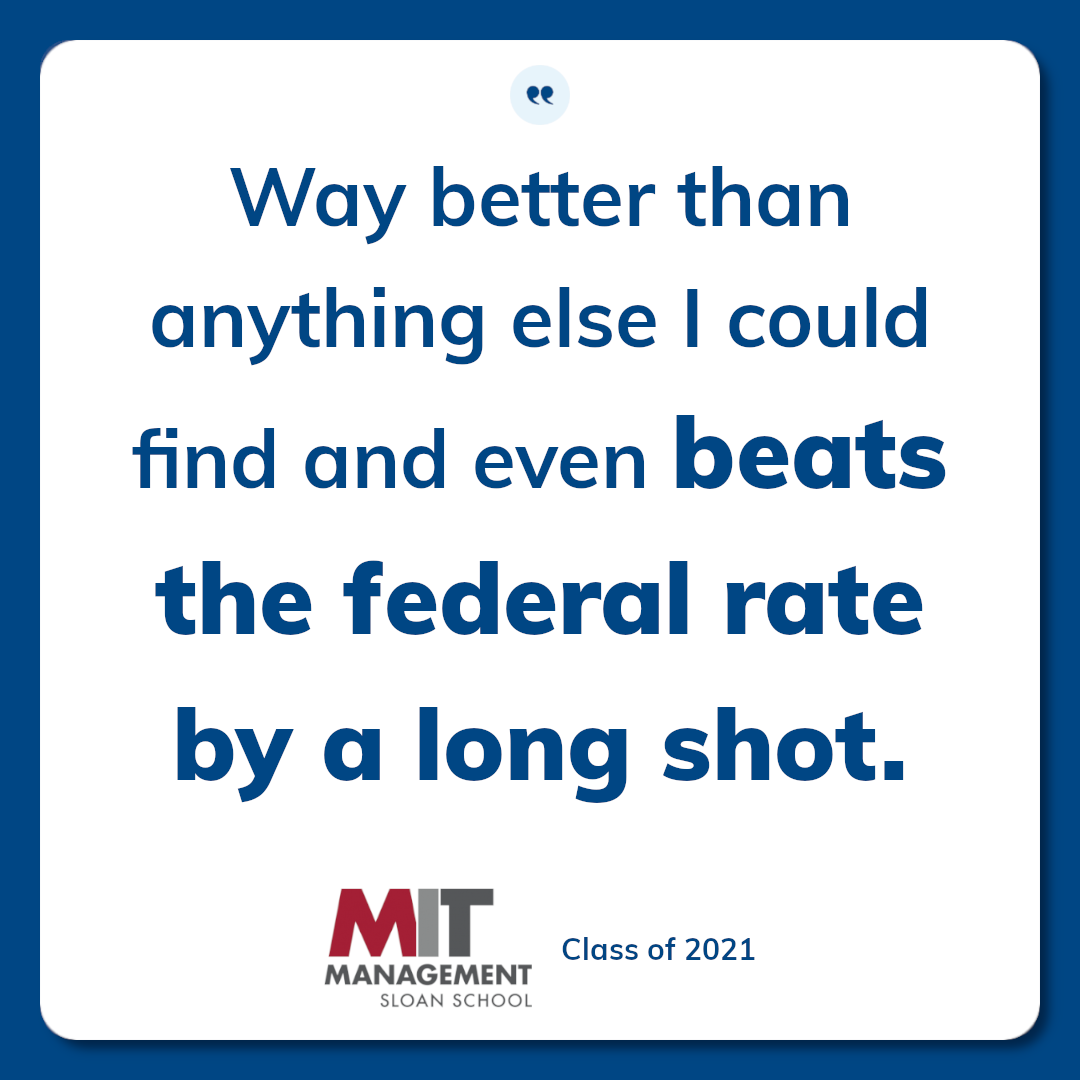 ”
Way better than
anything else I could
find and even beats
the federal rate
by a long shot.
MIT
MANAGEMENT
SLOAN SCHOOL
Class of 2021